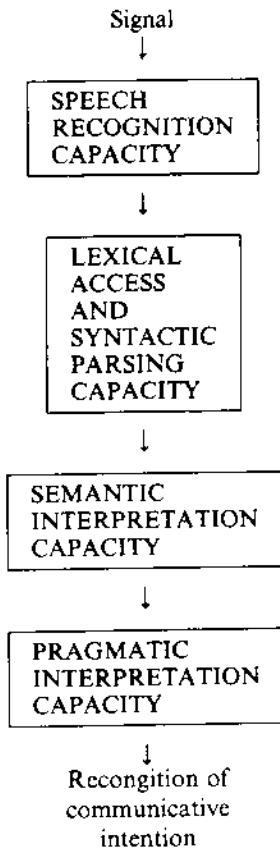 Signal
SPEECH
RECOGNITION
CAPACITY
LEXICAL
ACCESS
AND
SYNTACTIC
PARSING
CAPACITY
SEMANTIC
INTERPRETATION
CAPACITY
PRAGMATIC
INTERPRETATION
CAPACITY
Recongition of
communicative
intention